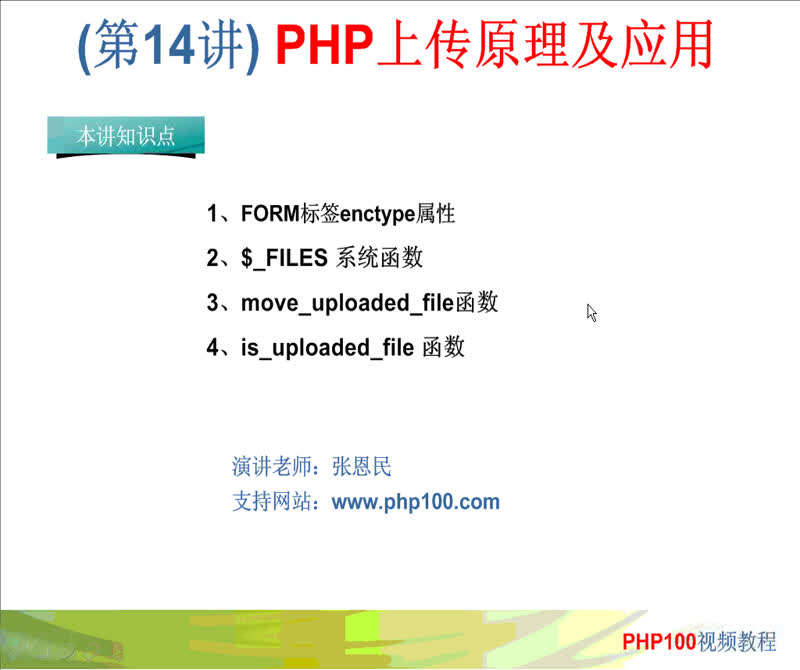 (第14讲) PHP上传原理及应用
本讲知识点
1、FORM标签enctype属性
2、$_FILES 系统函数
3、move_uploaded_file函数
4、is_uploaded_file 函数
演讲老师：张恩民
支持网站：www.php100.com
PHP100视频教程